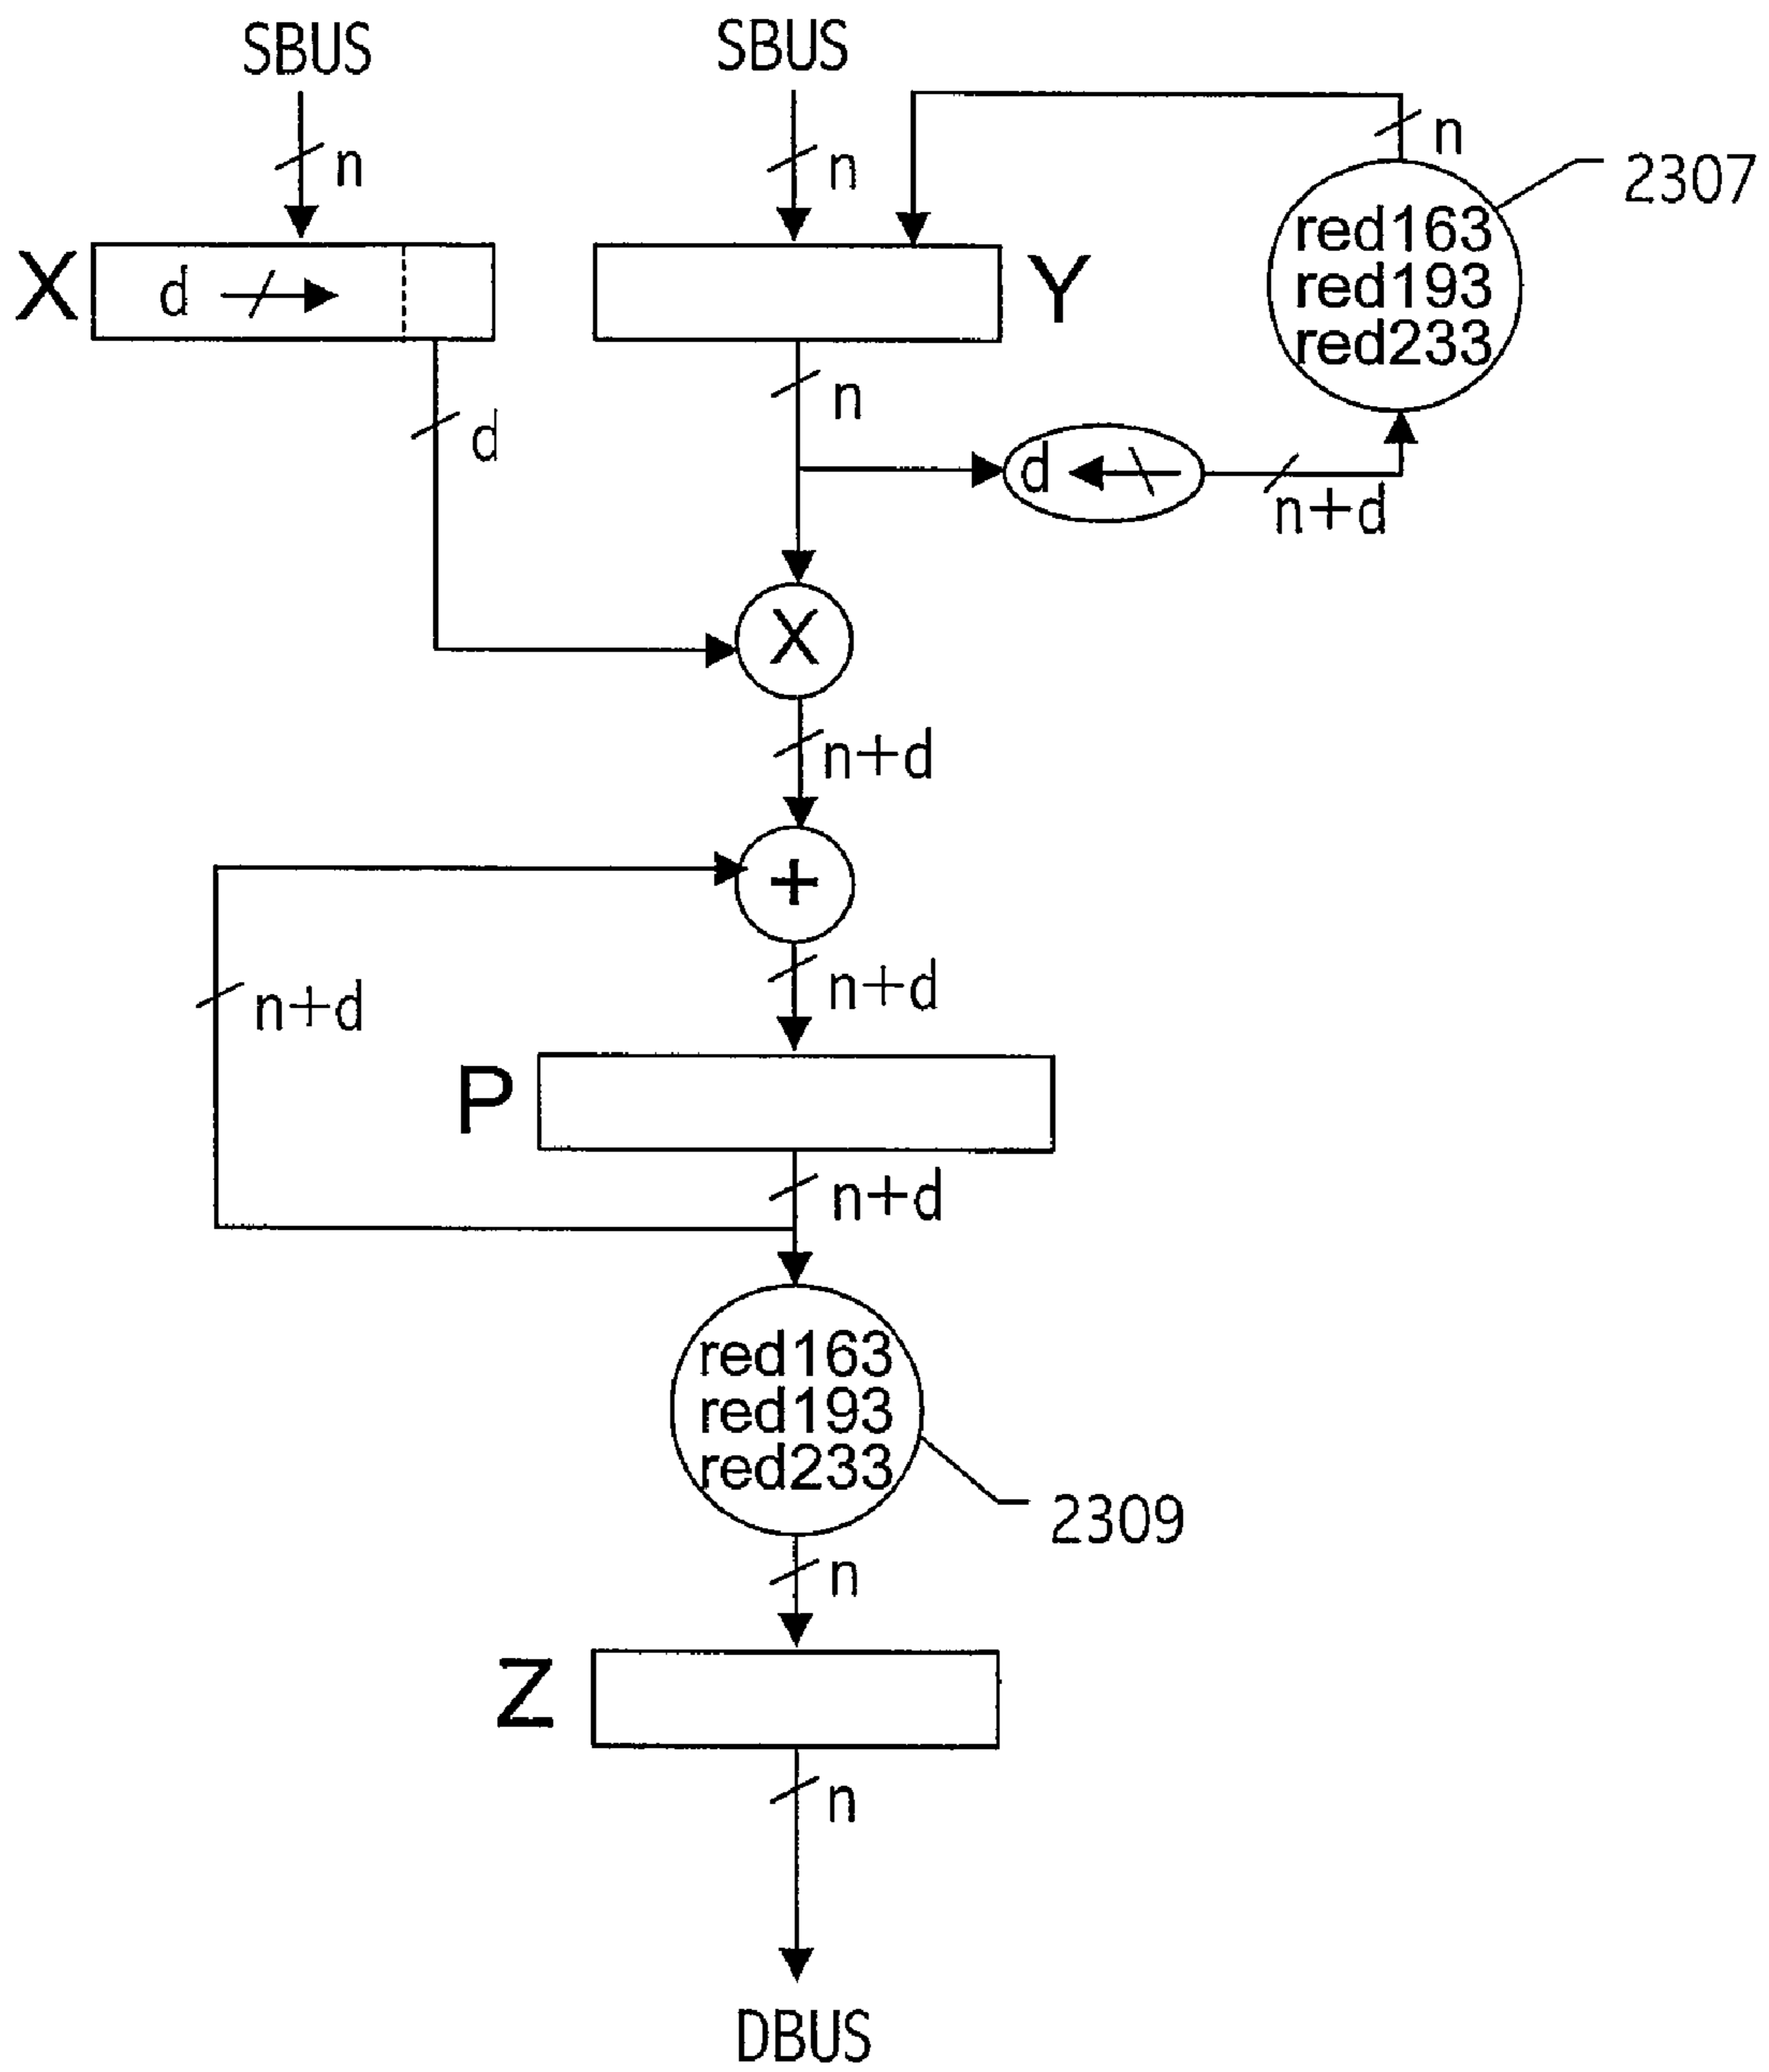 SBUS
SBUS
n
n
n
2307
red163
red193
red233
X
d
Y
n
d
d
n+d
X
n+d
+
n+d
n+d
P
n+d
red163
red193
red233
2309
n
Z
n
DBUS